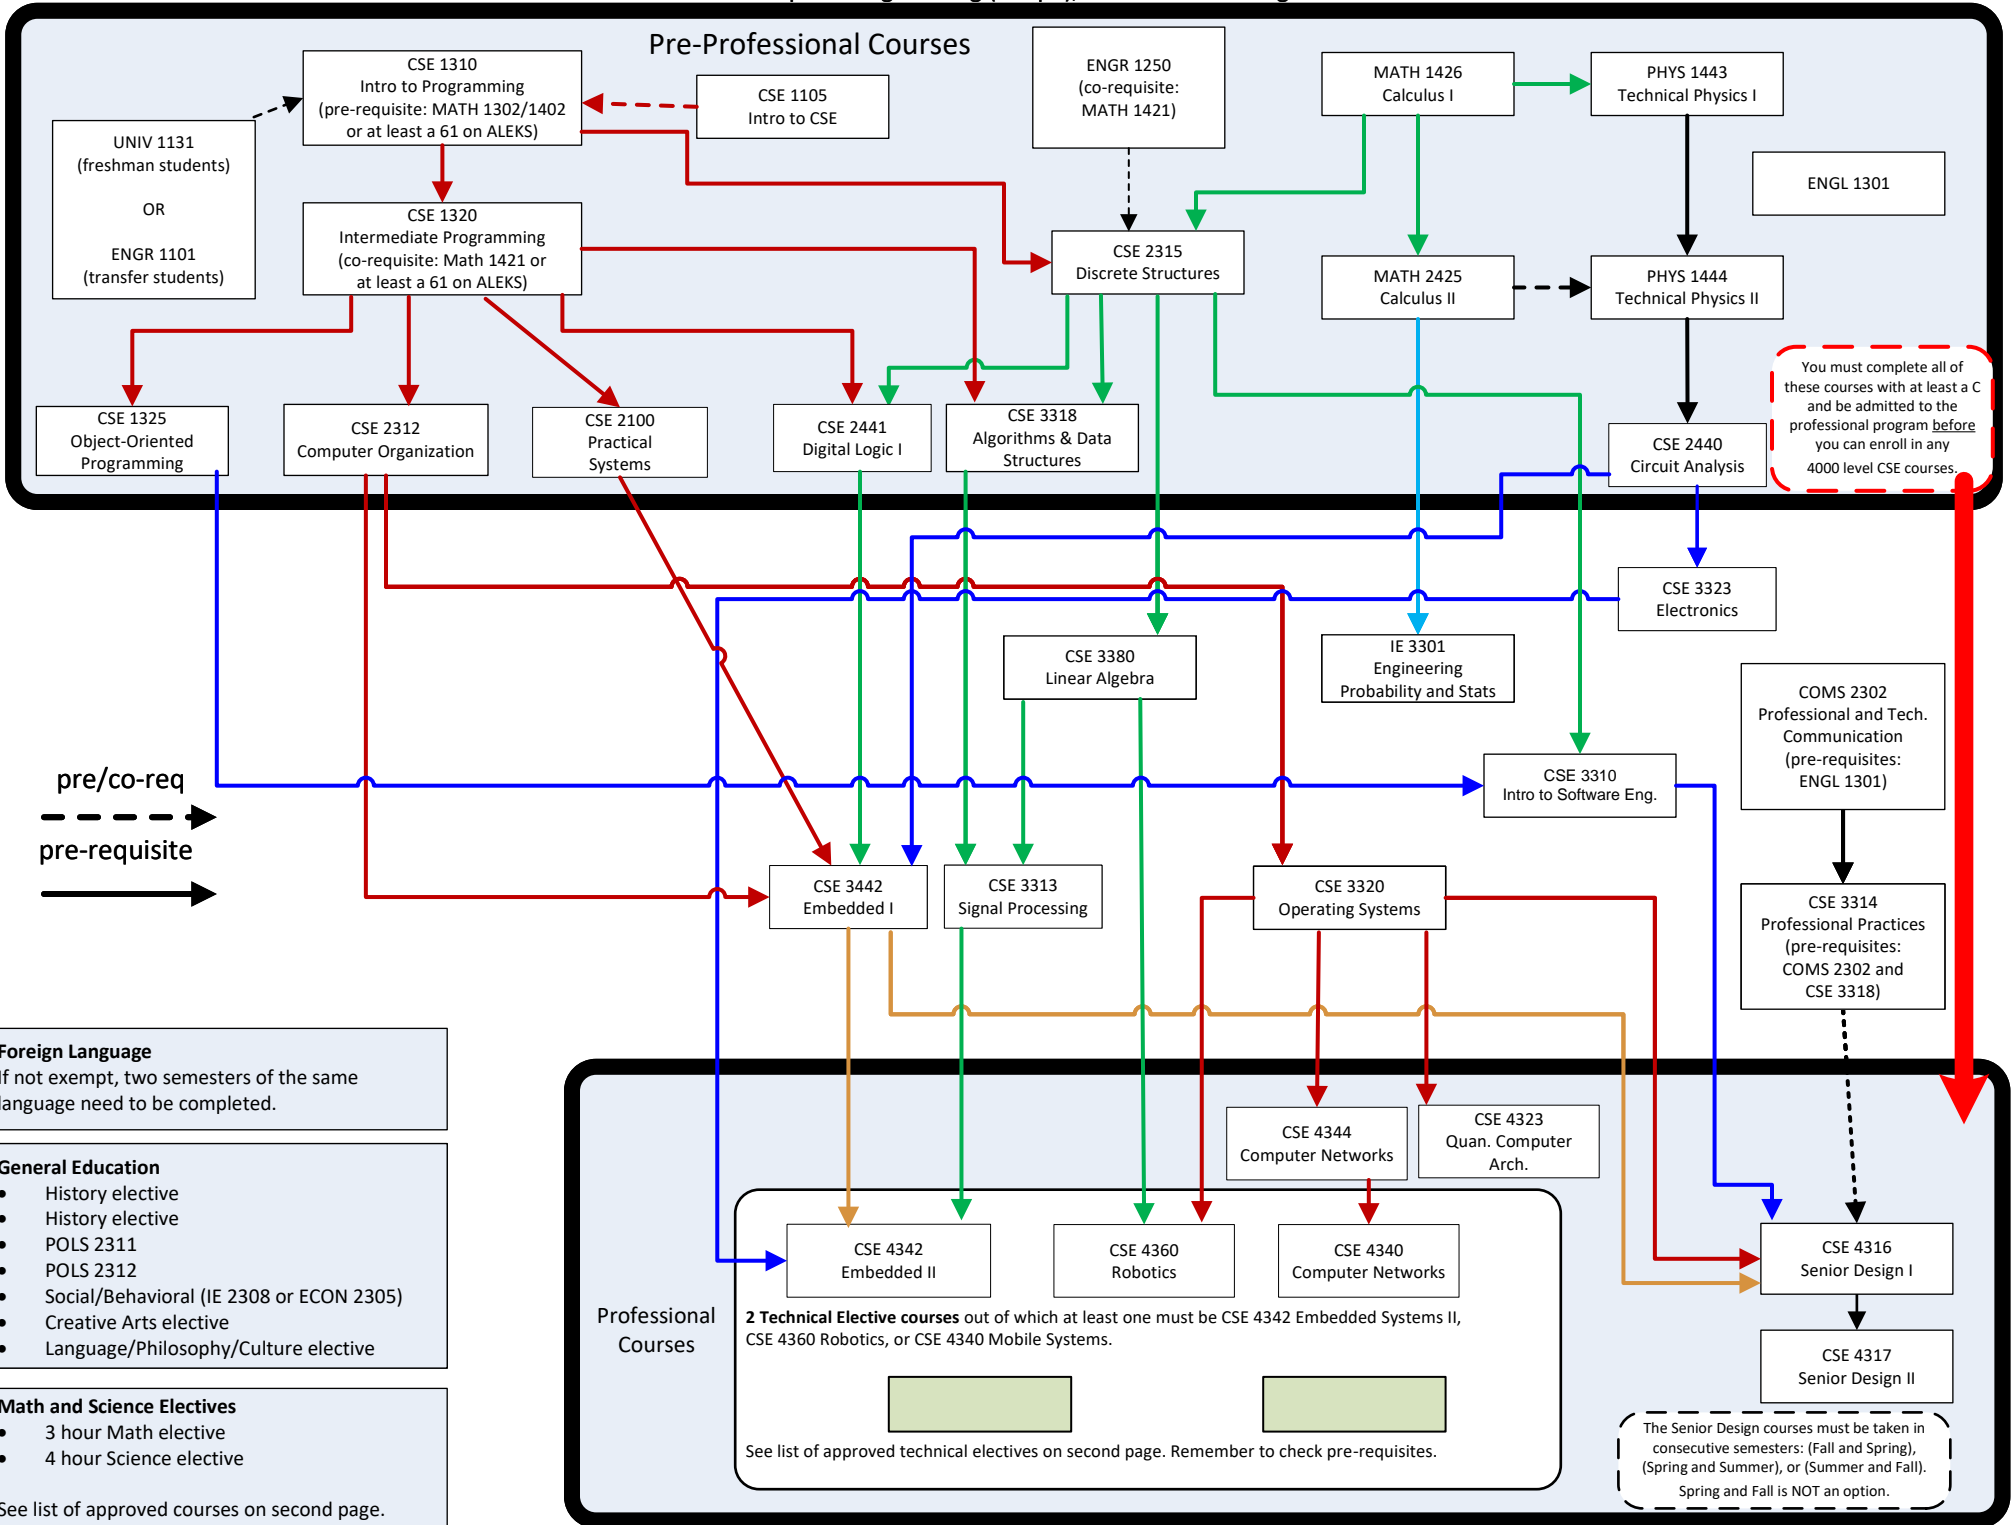 Pre-Professional Courses
CSE 1310
Intro to Programming
(pre-requisite: MATH 1302/1402
or at least a 61 on ALEKS)
CSE 1105
Intro to CSE
ENGR 1250
(co-requisite:
MATH 1421)
MATH 1426
Calculus I
PHYS 1443
Technical Physics I
UNIV 1131
(freshman students)
OR
ENGR 1101
(transfer students)
ENGL 1301
CSE 1320
Intermediate Programming
(co-requisite: Math 1421 or
at least a 61 on ALEKS)
CSE 2315
Discrete Structures
MATH 2425
Calculus II
PHYS 1444
Technical Physics II
You must complete all of
these courses with at least a C
and be admitted to the
professional program before
you can enroll in any
4000 level CSE courses.
CSE 1325
Object-Oriented
Programming
CSE 2312
Computer Organization
CSE 2100
Practical
Systems
CSE 2441
Digital Logic I
CSE 3318
Algorithms & Data
Structures
CSE 2440
Circuit Analysis
CSE 3323
Electronics
CSE 3380
Linear Algebra
IE 3301
Engineering
Probability and Stats
COMS 2302
Professional and Tech.
Communication
(pre-requisites:
ENGL 1301)
pre/co-req
pre-requisite
CSE 3310
Intro to Software Eng.
CSE 3442
Embedded I
CSE 3313
Signal Processing
CSE 3320
Operating Systems
CSE 3314
Professional Practices
(pre-requisites:
COMS 2302 and
CSE 3318)
Foreign Language
If not exempt, two semesters of the same
language need to be completed.
General Education
• History elective
• History elective
• POLS 2311
• POLS 2312
• Social/Behavioral (IE 2308 or ECON 2305)
• Creative Arts elective
• Language/Philosophy/Culture elective
Math and Science Electives
• 3 hour Math elective
• 4 hour Science elective
See list of approved courses on second page.
CSE 4344
Computer Networks
CSE 4323
Quan. Computer
Arch.
CSE 4342
Embedded II
CSE 4360
Robotics
CSE 4340
Computer Networks
CSE 4316
Senior Design I
Professional
Courses
2 Technical Elective courses out of which at least one must be CSE 4342 Embedded Systems II,
CSE 4360 Robotics, or CSE 4340 Mobile Systems.
CSE 4317
Senior Design II
See list of approved technical electives on second page. Remember to check pre-requisites.
The Senior Design courses must be taken in
consecutive semesters: (Fall and Spring),
(Spring and Summer), or (Summer and Fall).
Spring and Fall is NOT an option.